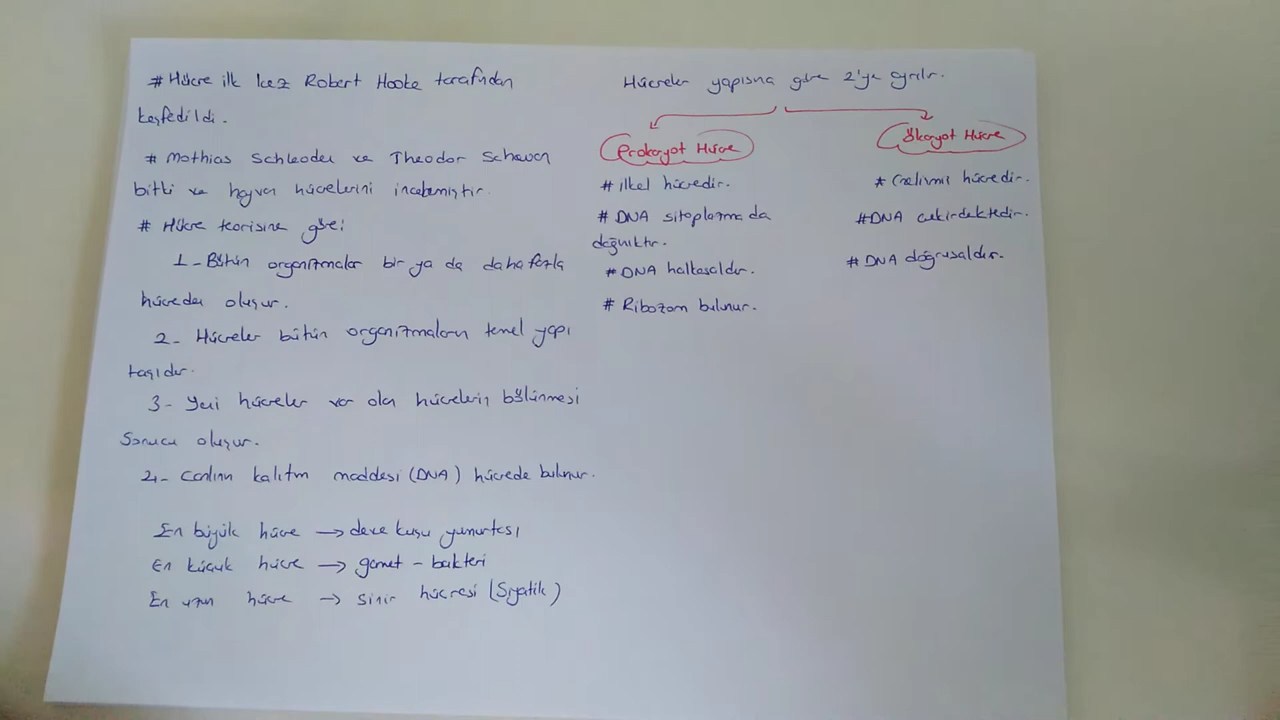 # Hücre ilk kez Robert Hooke tarafından
keşfedildi.
# Mathias Schleoden ve Theodor Schwan
bitki ve hayvan hücrelerini incelemiştir.
# Hücre teorisine göre;
1- Bütün organizmalar bir ya da daha fazla
hücreden oluşur.
2- Hücreler bütün organizmaların temel yapı
taşıdır.
3- Yeni hücreler var olan hücrelerin bölünmesi
sonucu oluşur.
4- Canlının kalıtım maddesi (DNA) hücrede bulunur.
En büyük hücre → deve kuşu yumurtası
En küçük hücre → gamet - bakteri
En uzun hücre → sinir hücresi (Siyatik)
Hücreler yapısına göre 2'ye ayrılır.
Prokaryot Hücre
# ilkel hücredir.
# DNA sitoplazma da
dağınıktır.
# DNA halkasaldır.
# Ribozom bulunur.
Ökaryot Hücre
# Gelişmiş hücredir.
# DNA çekirdektedir.
# DNA doğrusaldır.